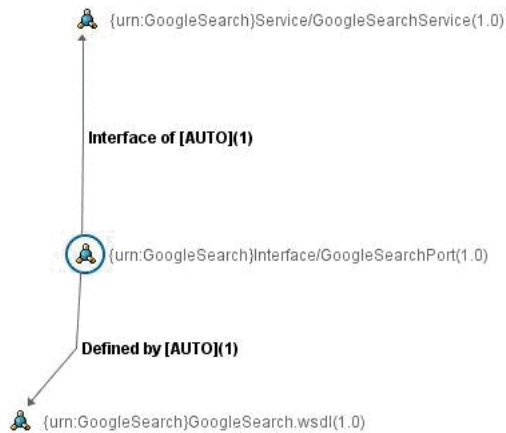 {urn:GoogleSearch}Service/GoogleSearchService(1.0)
Interface of [AUTO](1)
{urn:GoogleSearch}Interface/GoogleSearchPort(1.0)
Defined by [AUTO](1)
{urn:GoogleSearch}GoogleSearch.wsdl(1.0)